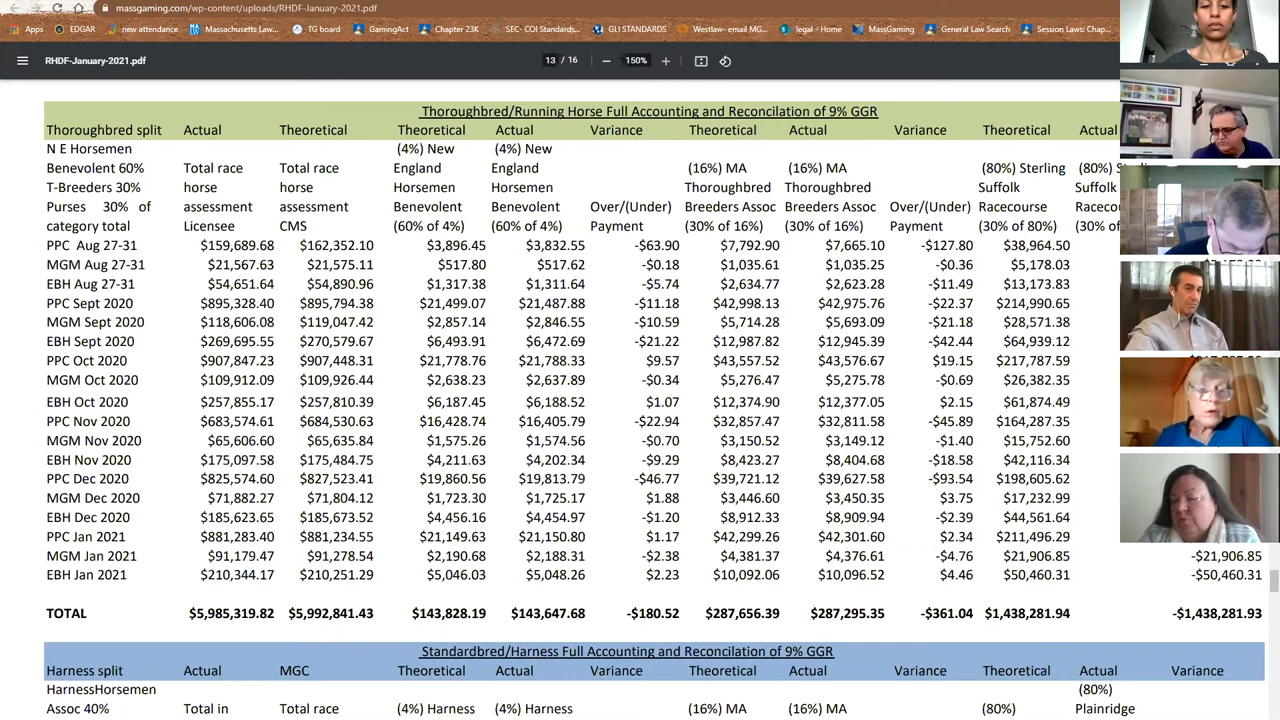 massgaming.com/wp-content/uploads/RHDF-January-2021.pdf
Apps EDGAR new attendance Massachusetts Law... TG board GamingAct Chapter 23K -SEC- COI Standards... GLI STANDARDS Westlaw- email MG... legal - Home MassGaming General Law Search Session Laws: Chap...
RHDF-January-2021.pdf 13 / 16 150%
Thoroughbred/Running Horse Full Accounting and Reconcilation of 9% GGR
Thoroughbred split Actual Theoretical Theoretical Actual Variance Theoretical Actual Variance Theoretical Actual
N E Horsemen (4%) New (4%) New
Benevolent 60% Total race Total race England England (16%) MA (16%) MA (80%) Sterling (80%)
T-Breeders 30% horse horse Horsemen Horsemen Thoroughbred Thoroughbred Suffolk
Purses 30% of assessment assessment Benevolent Benevolent Over/(Under) Breeders Assoc Breeders Assoc Over/(Under) Racecourse
category total Licensee CMS (60% of 4%) (60% of 4%) Payment (30% of 16%) (30% of 16%) Payment (30% of 80%) (30% of
PPC Aug 27-31 $159,689.68 $162,352.10 $3,896.45 $3,832.55 -$63.90 $7,792.90 $7,665.10 -$127.80 $38,964.50
MGM Aug 27-31 $21,567.63 $21,575.11 $517.80 $517.62 -$0.18 $1,035.61 $1,035.25 -$0.36 $5,178.03
EBH Aug 27-31 $54,651.64 $54,890.96 $1,317.38 $1,311.64 -$5.74 $2,634.77 $2,623.28 -$11.49 $13,173.83
PPC Sept 2020 $895,328.40 $895,794.38 $21,499.07 $21,487.88 -$11.18 $42,998.13 $42,975.76 -$22.37 $214,990.65
MGM Sept 2020 $118,606.08 $119,047.42 $2,857.14 $2,846.55 -$10.59 $5,714.28 $5,693.09 -$21.18 $28,571.38
EBH Sept 2020 $269,695.55 $270,579.67 $6,493.91 $6,472.69 -$21.22 $12,987.82 $12,945.39 -$42.44 $64,939.12
PPC Oct 2020 $907,847.23 $907,448.31 $21,778.76 $21,788.33 $9.57 $43,557.52 $43,576.67 $19.15 $217,787.59
MGM Oct 2020 $109,912.09 $109,926.44 $2,638.23 $2,637.89 -$0.34 $5,276.47 $5,275.78 -$0.69 $26,382.35
EBH Oct 2020 $257,855.17 $257,810.39 $6,187.45 $6,188.52 $1.07 $12,374.90 $12,377.05 $2.15 $61,874.49
PPC Nov 2020 $683,574.61 $684,530.63 $16,428.74 $16,405.79 -$22.94 $32,857.47 $32,811.58 -$45.89 $164,287.35
MGM Nov 2020 $65,606.60 $65,635.84 $1,575.26 $1,574.56 -$0.70 $3,150.52 $3,149.12 -$1.40 $15,752.60
EBH Nov 2020 $175,097.58 $175,484.75 $4,211.63 $4,202.34 -$9.29 $8,423.27 $8,404.68 -$18.58 $42,116.34
PPC Dec 2020 $825,574.60 $827,523.41 $19,860.56 $19,813.79 -$46.77 $39,721.12 $39,627.58 -$93.54 $198,605.62
MGM Dec 2020 $71,882.27 $71,804.12 $1,723.30 $1,725.17 $1.88 $3,446.60 $3,450.35 $3.75 $17,232.99
EBH Dec 2020 $185,623.65 $185,673.52 $4,456.16 $4,454.97 -$1.20 $8,912.33 $8,909.94 -$2.39 $44,561.64
PPC Jan 2021 $881,283.40 $881,234.55 $21,149.63 $21,150.80 $1.17 $42,299.26 $42,301.60 $2.34 $211,496.29
MGM Jan 2021 $91,179.47 $91,278.54 $2,190.68 $2,188.31 -$2.38 $4,381.37 $4,376.61 -$4.76 $21,906.85 -$21,906.85
EBH Jan 2021 $210,344.17 $210,251.29 $5,046.03 $5,048.26 $2.23 $10,092.06 $10,096.52 $4.46 $50,460.31 -$50,460.31
TOTAL $5,985,319.82 $5,992,841.43 $143,828.19 $143,647.68 -$180.52 $287,656.39 $287,295.35 -$361.04 $1,438,281.94 -$1,438,281.93
Standardbred/Harness Full Accounting and Reconcilation of 9% GGR
Harness split Actual MGC Theoretical Actual Variance Theoretical Actual Variance Theoretical Actual Variance
HarnessHorsemen (80%)
Assoc 40% Total in Total race (4%) Harness (4%) Harness (16%) MA (16%) MA (80%) Plainridge